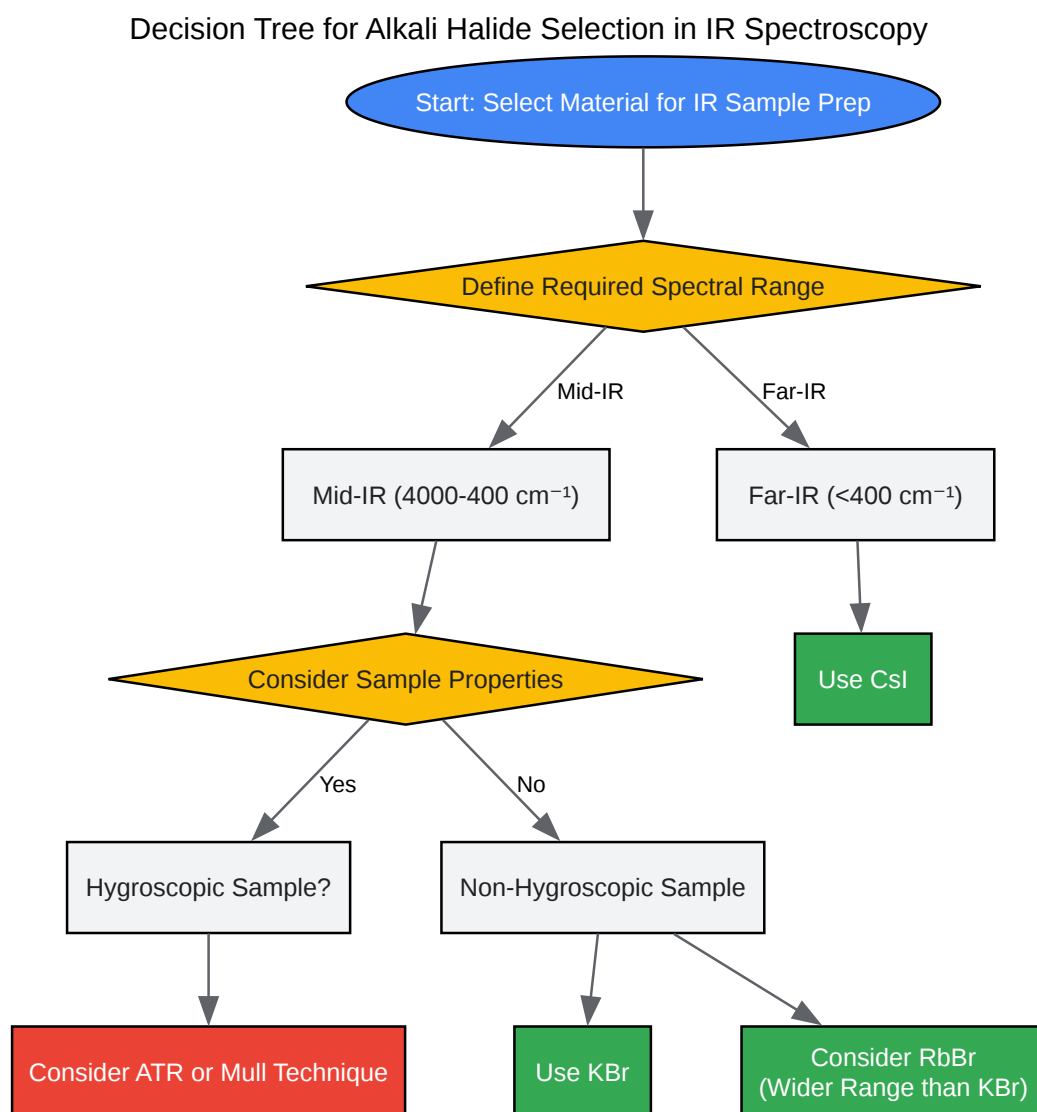 Decision Tree for Alkali Halide Selection in IR Spectroscopy
Start: Select Material for IR Sample Prep
Define Required Spectral Range
Mid-IR
Far-IR
Mid-IR (4000-400 cm⁻¹)
Far-IR (<400 cm⁻¹)
Consider Sample Properties
Use CsI
Yes
No
Hygroscopic Sample?
Non-Hygroscopic Sample
Consider ATR or Mull Technique
Use KBr
Consider RbBr
(Wider Range than KBr)